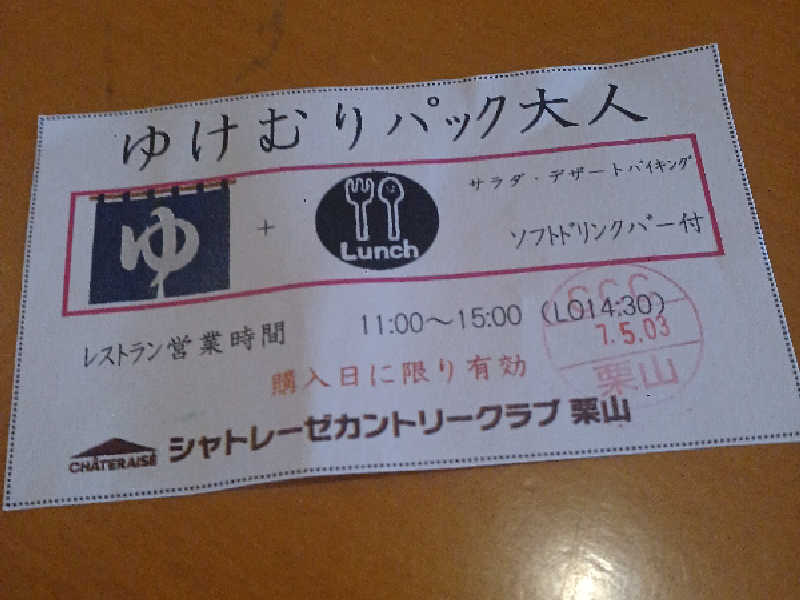 ゆけむりパック大人
ゆ
+
Lunch
サラダ・デザートバイキング
ソフトドリンクバー付
レストラン営業時間 11:00～15:00 (LO14:30)
CCC
7.5.03
栗山
購入日に限り有効
CHATERAISE シャトレーゼカントリークラブ 栗山